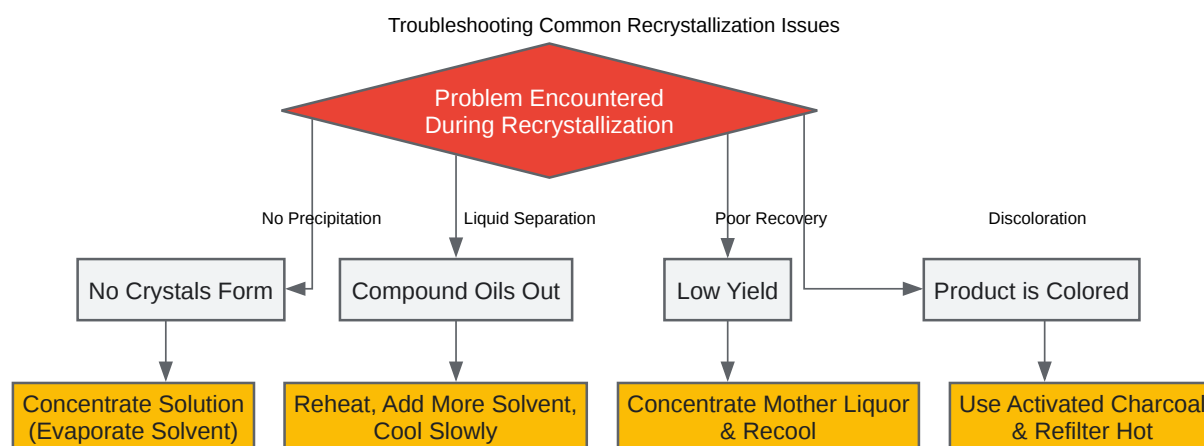 Troubleshooting Common Recrystallization Issues
Problem Encountered
During Recrystallization
No Precipitation
Liquid Separation
Poor Recovery
Discoloration
No Crystals Form
Compound Oils Out
Low Yield
Product is Colored
Concentrate Solution
(Evaporate Solvent)
Reheat, Add More Solvent,
Cool Slowly
Concentrate Mother Liquor
& Recool
Use Activated Charcoal
& Refilter Hot